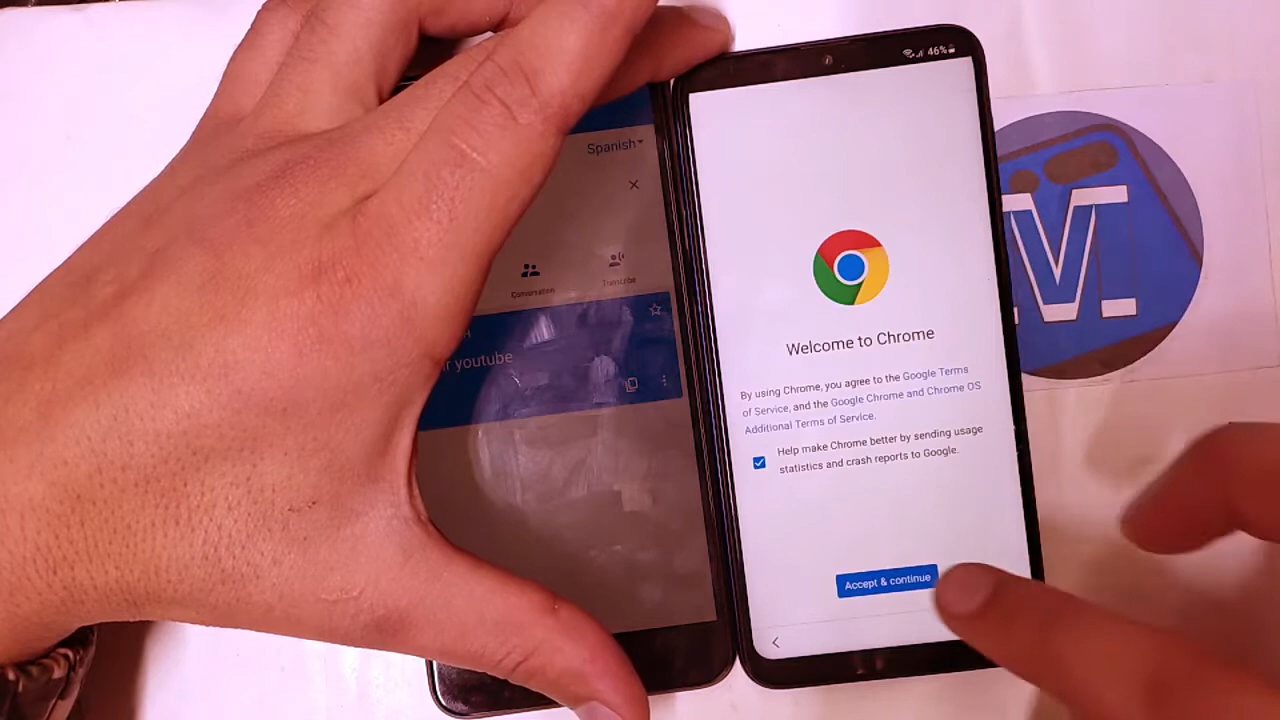 Spanish
Conversation
Transcribe
youtube
46%
Welcome to Chrome
By using Chrome, you agree to the Google Terms
of Service, and the Google Chrome and Chrome OS
Additional Terms of Service.
Help make Chrome better by sending usage
statistics and crash reports to Google.
Accept & continue
M